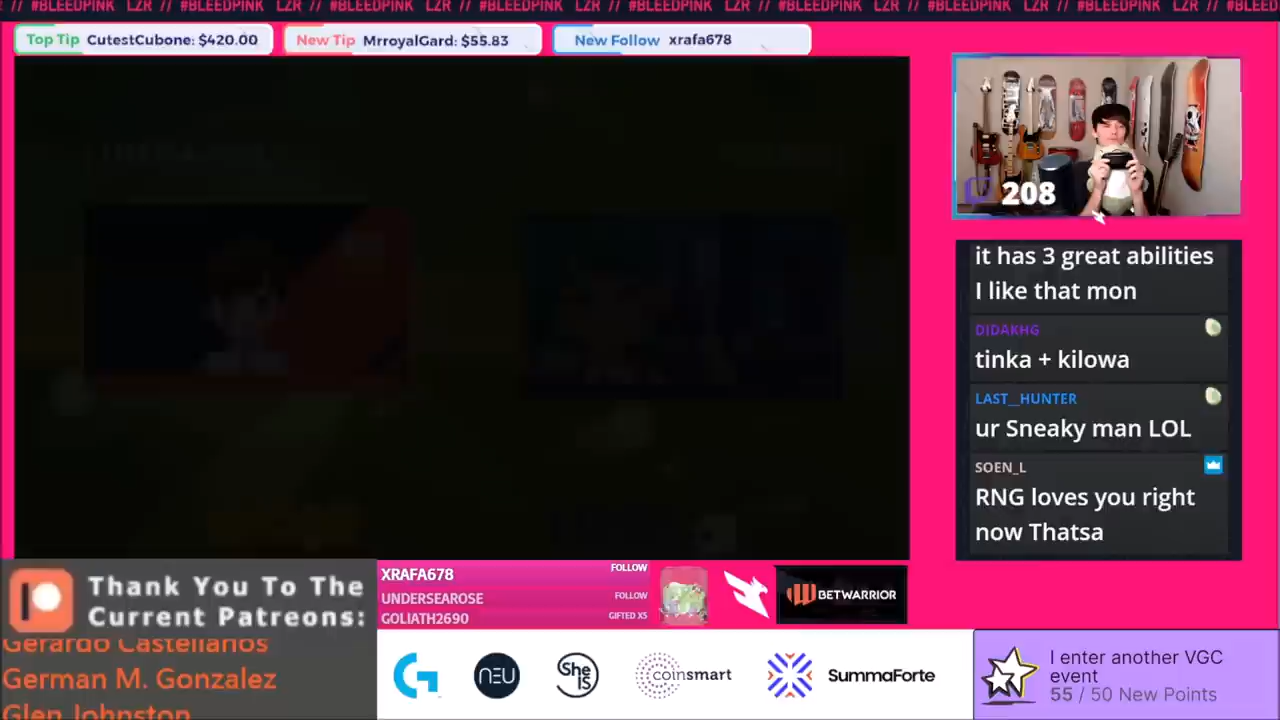 // #BLEEDPINK LZR // #BLEEDPINK LZR // #BLEEDPINK LZR // #BLEEDPINK LZR // #BLEEDPINK LZR // #BLEEDPINK LZR // #BLEEDPINK LZR // #BLEED
Top Tip CutestCubone: $420.00
New Tip MrroyalGard: $55.83
New Follow xrafa678
208
it has 3 great abilities
I like that mon
DIDAKHG
tinka + kilowa
LAST__HUNTER
ur Sneaky man LOL
SOEN_L
RNG loves you right
now Thatsa
Thank You To The
Current Patreons:
Gerardo Castellanos
German M. Gonzalez
Glen Johnston
XRAFA678 FOLLOW
UNDERSEAROSE FOLLOW
GOLIATH2690 GIFTED X5
BETWARRIOR
NEU
She IS
coinsmart
SummaForte
I enter another VGC
event
55 / 50 New Points